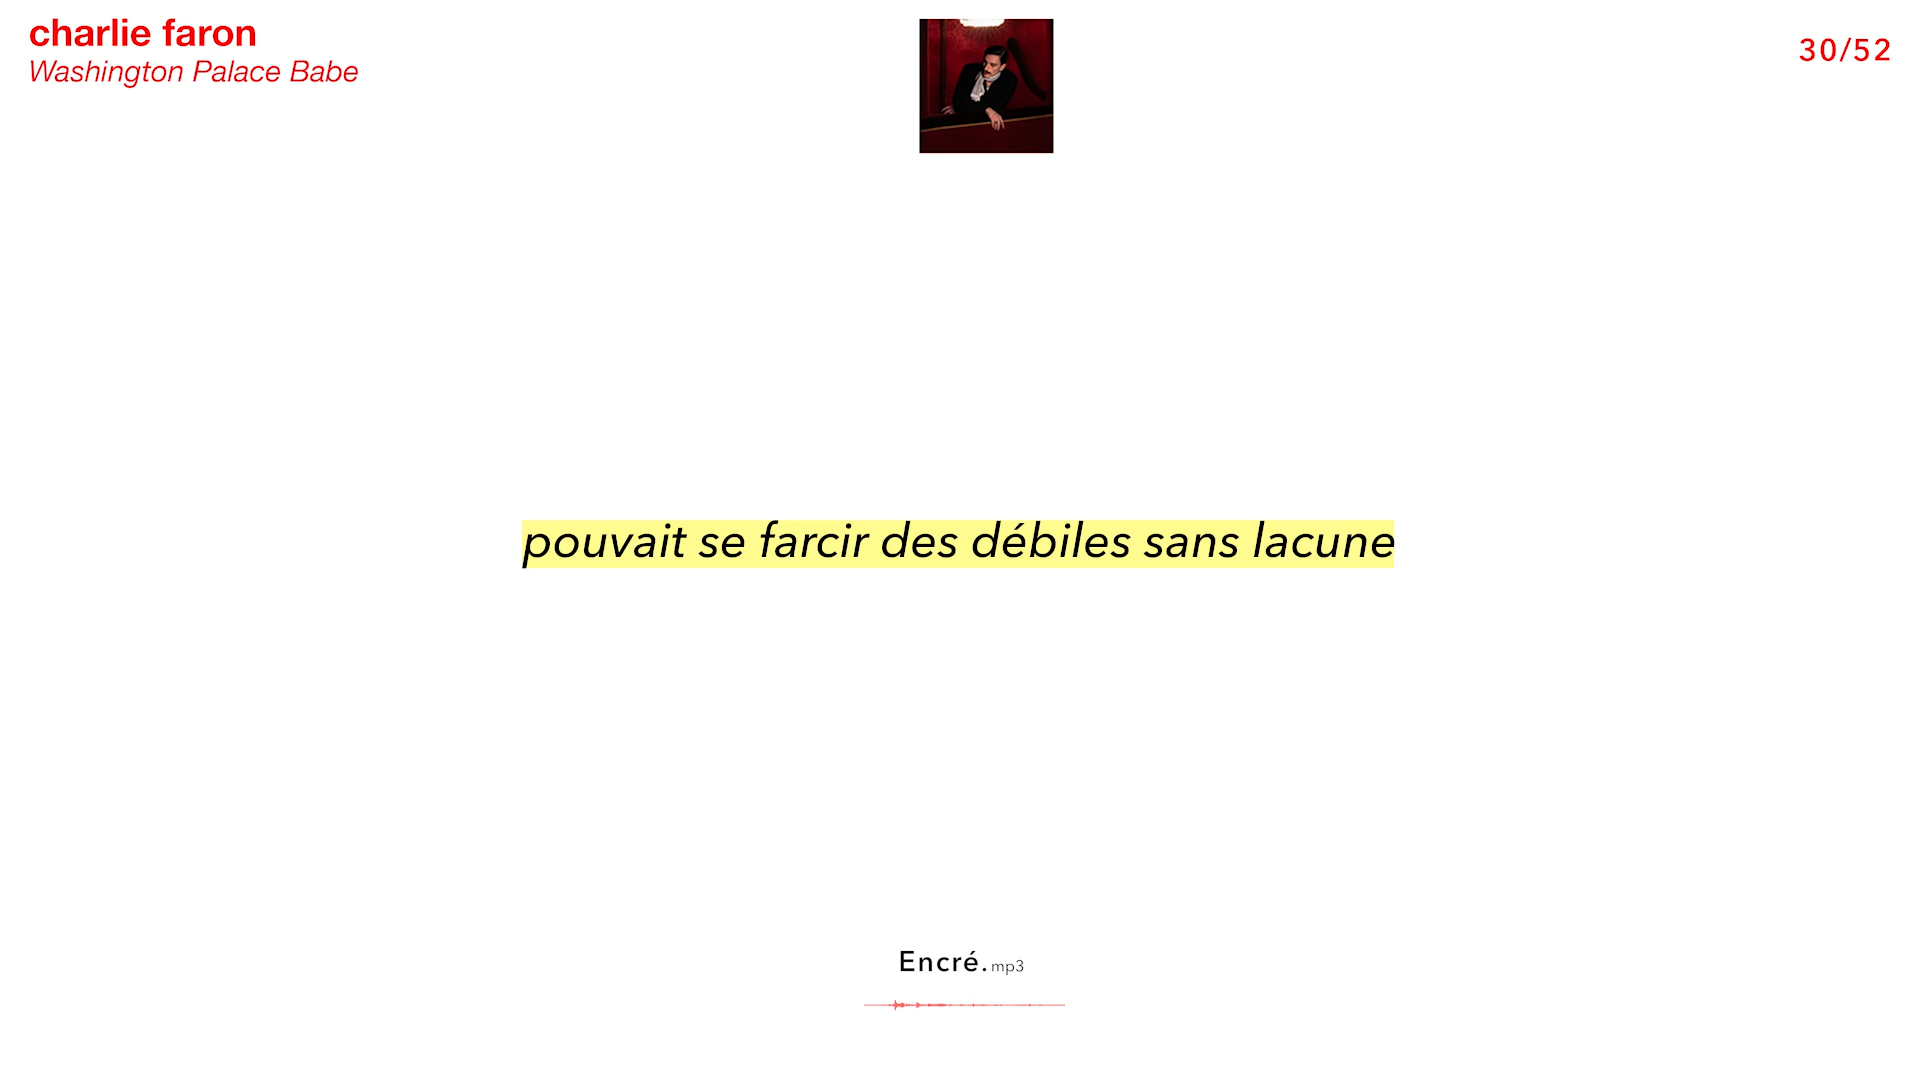 charlie faron
Washington Palace Babe
30/52
pouvait se farcir des débiles sans lacune
Encré.mp3